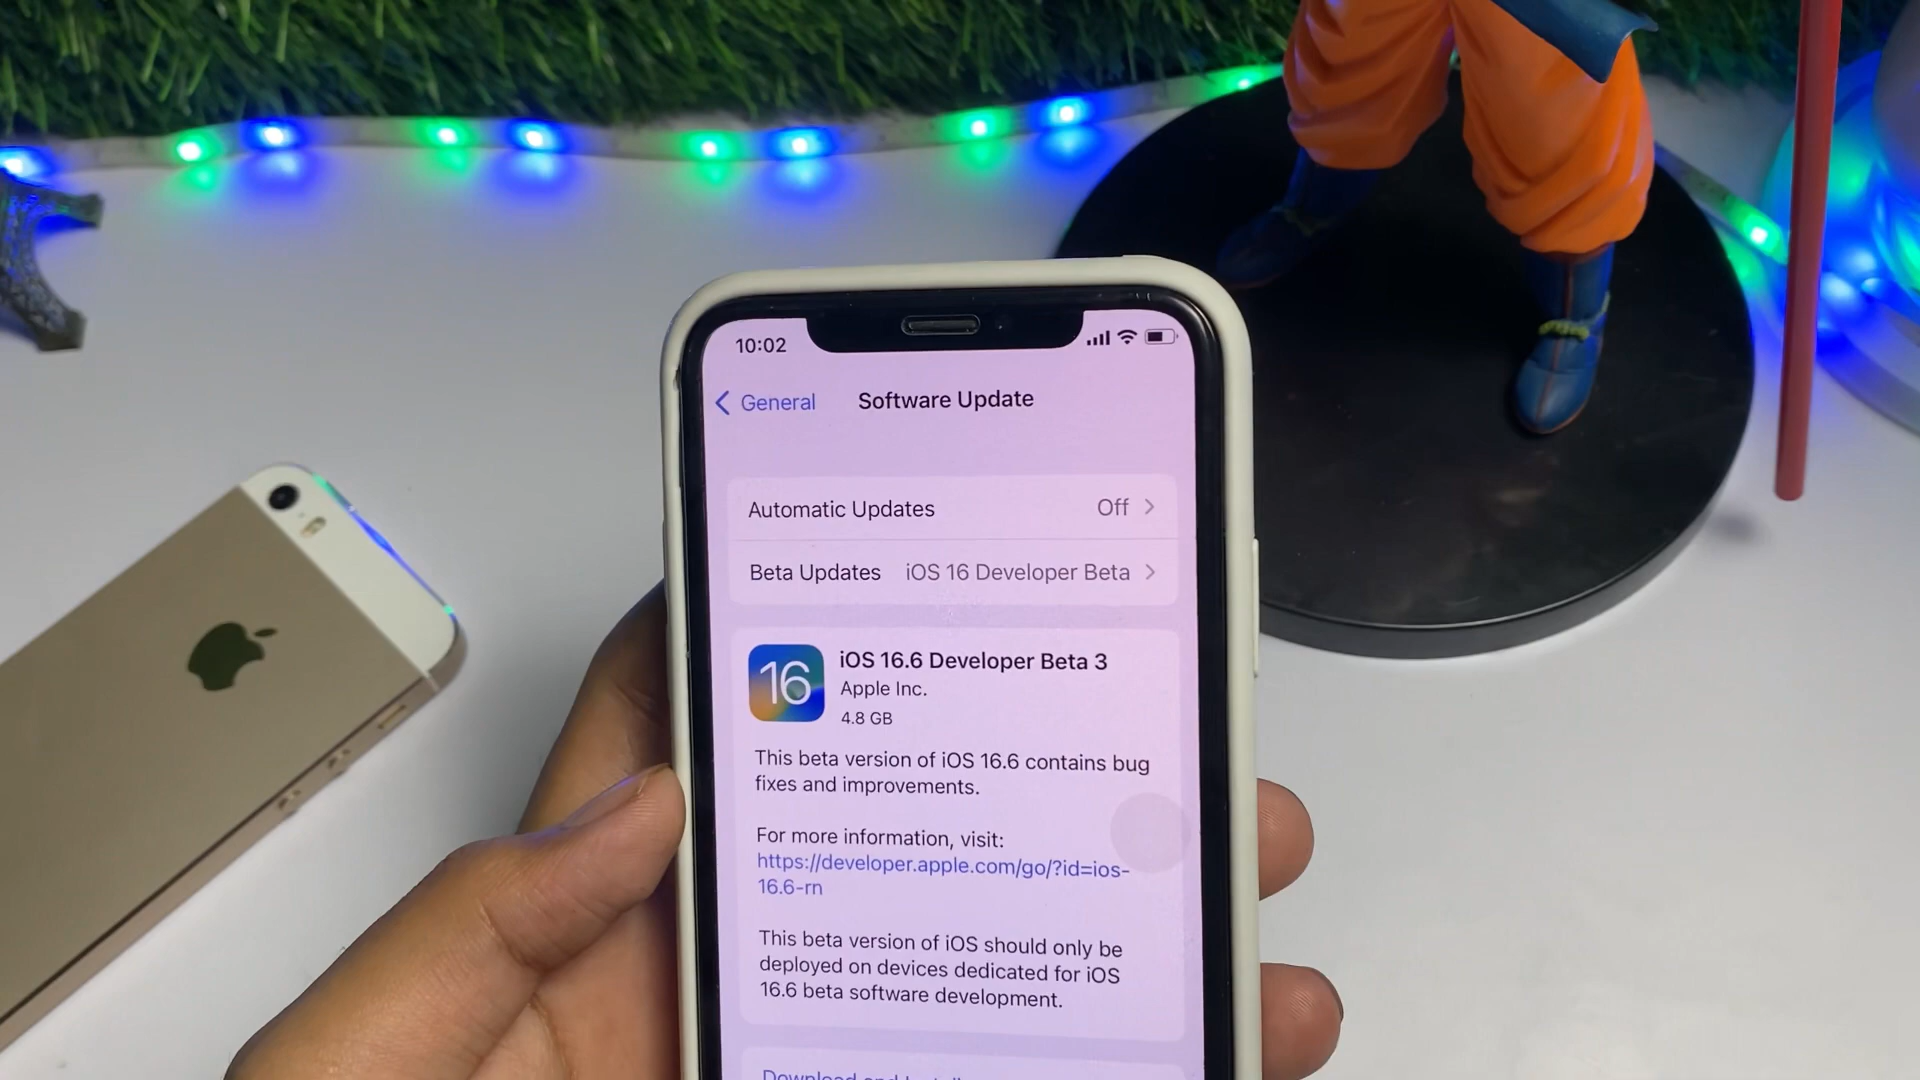 10:02
General
Software Update
Automatic Updates Off
Beta Updates iOS 16 Developer Beta
16
iOS 16.6 Developer Beta 3
Apple Inc.
4.8 GB
This beta version of iOS 16.6 contains bug
fixes and improvements.
For more information, visit:
https://developer.apple.com/go/?id=ios-
16.6-rn
This beta version of iOS should only be
deployed on devices dedicated for iOS
16.6 beta software development.
Download and Install